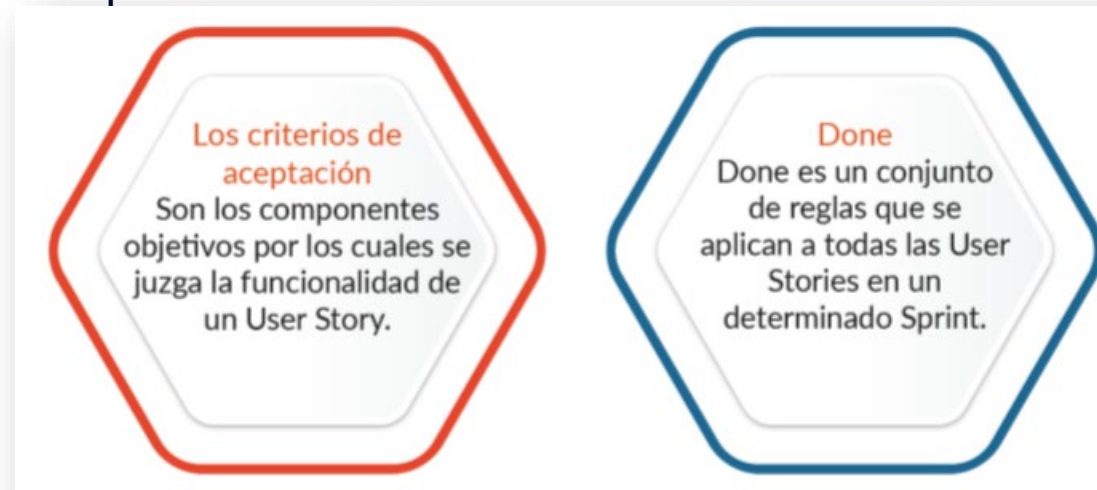 Los criterios de
aceptación
Son los componentes
objetivos por los cuales se
juzga la funcionalidad de
un User Story.
Done
Done es un conjunto
de reglas que se
aplican a todas las User
Stories en un
determinado Sprint.